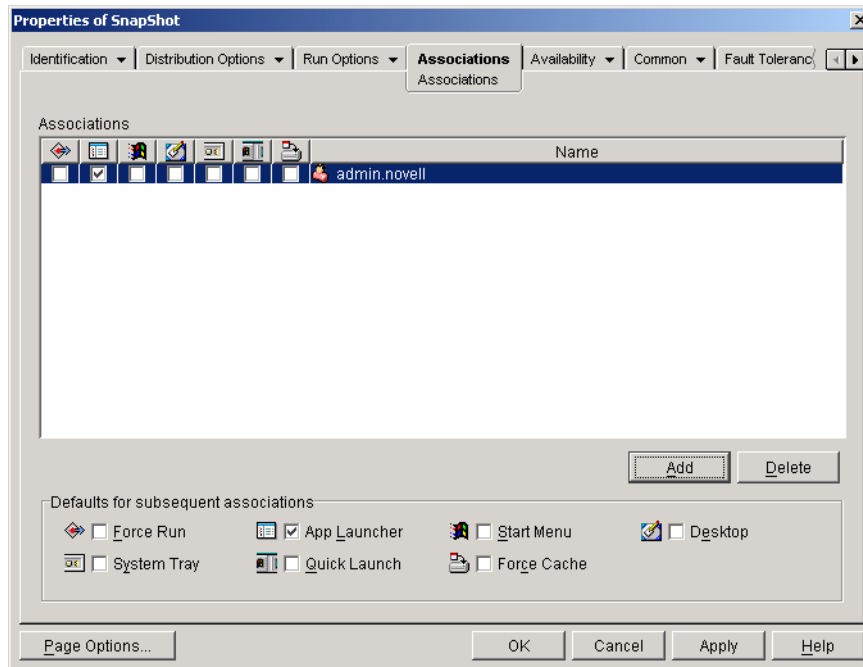 Properties of SnapShot
Identification Distribution Options Run Options Associations Availability Common Fault Toleranc
Associations
Associations
Name
admin.novell
Add Delete
Defaults for subsequent associations
Force Run App Launcher Start Menu Desktop
System Tray Quick Launch Force Cache
Page Options... OK Cancel Apply Help